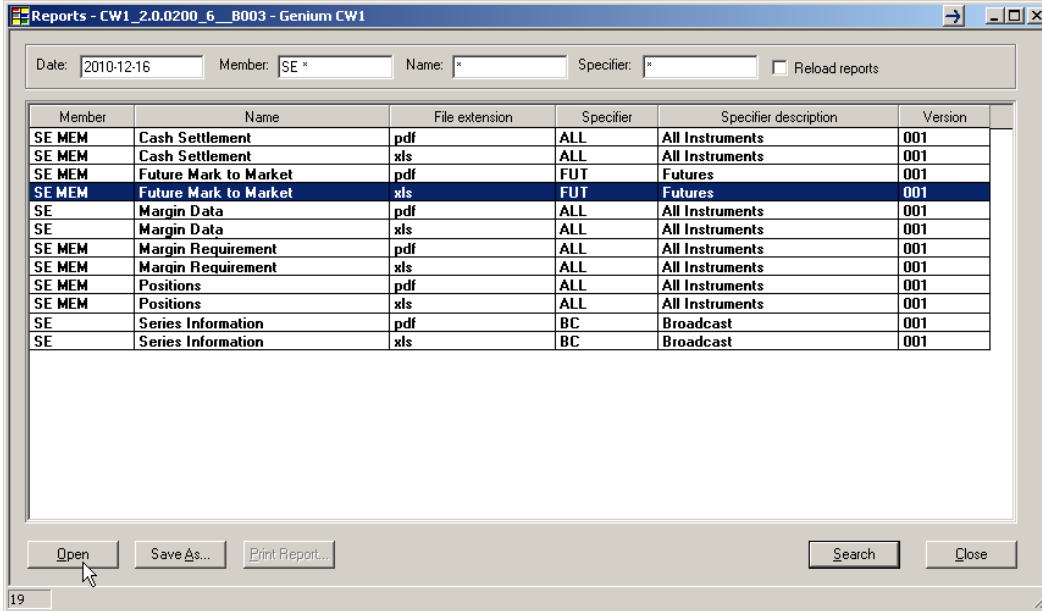 Reports - CW1_2.0.0200_6__B003 - Genium CW1
Date: 2010-12-16 Member: SE * Name: * Specifier: * Reload reports
Member Name File extension Specifier Specifier description Version
SE MEM Cash Settlement pdf ALL All Instruments 001
SE MEM Cash Settlement xls ALL All Instruments 001
SE MEM Future Mark to Market pdf FUT Futures 001
SE MEM Future Mark to Market xls FUT Futures 001
SE Margin Data pdf ALL All Instruments 001
SE Margin Data xls ALL All Instruments 001
SE MEM Margin Requirement pdf ALL All Instruments 001
SE MEM Margin Requirement xls ALL All Instruments 001
SE MEM Positions pdf ALL All Instruments 001
SE MEM Positions xls ALL All Instruments 001
SE Series Information pdf BC Broadcast 001
SE Series Information xls BC Broadcast 001
Open Save As... Print Report... Search Close
19